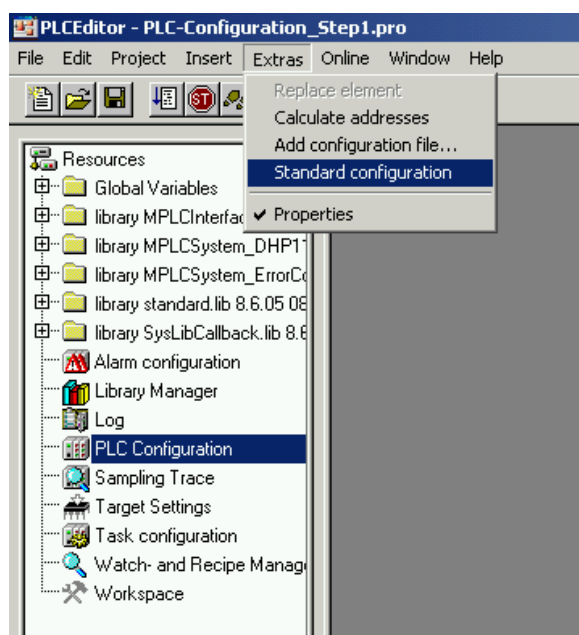 PLCEditor - PLC-Configuration_Step1.pro
File Edit Project Insert Extras Online Window Help
Replace element
Calculate addresses
Add configuration file...
Standard configuration
Properties
Resources
Global Variables
library MPLCInterfac
library MPLCSystem_DHP11
library MPLCSystem_ErrorCo
library standard.lib 8.6.05 08
library SysLibCallback.lib 8.6
Alarm configuration
Library Manager
Log
PLC Configuration
Sampling Trace
Target Settings
Task configuration
Watch- and Recipe Manage
Workspace